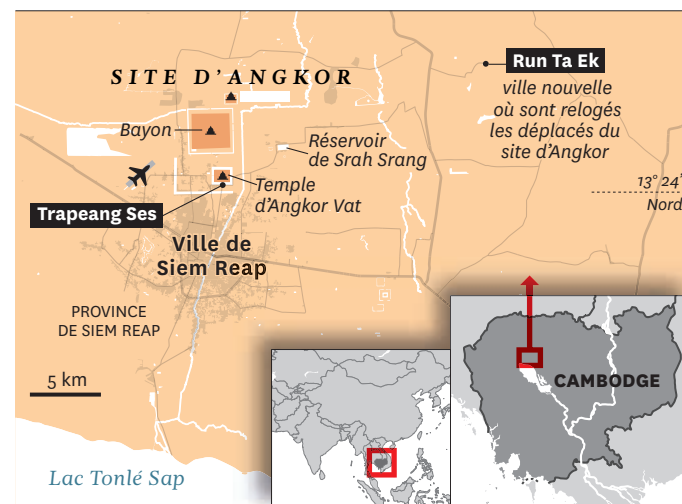 SITE D'ANGKOR
Run Ta Ek
ville nouvelle
où sont relogés
les déplacés du
site d'Angkor
Bayon
Réservoir
de Srah Srang
Temple
d'Angkor Vat
13° 24'
Nord
Trapeang Ses
Ville de
Siem Reap
PROVINCE
DE SIEM REAP
5 km
CAMBODGE
Lac Tonlé Sap